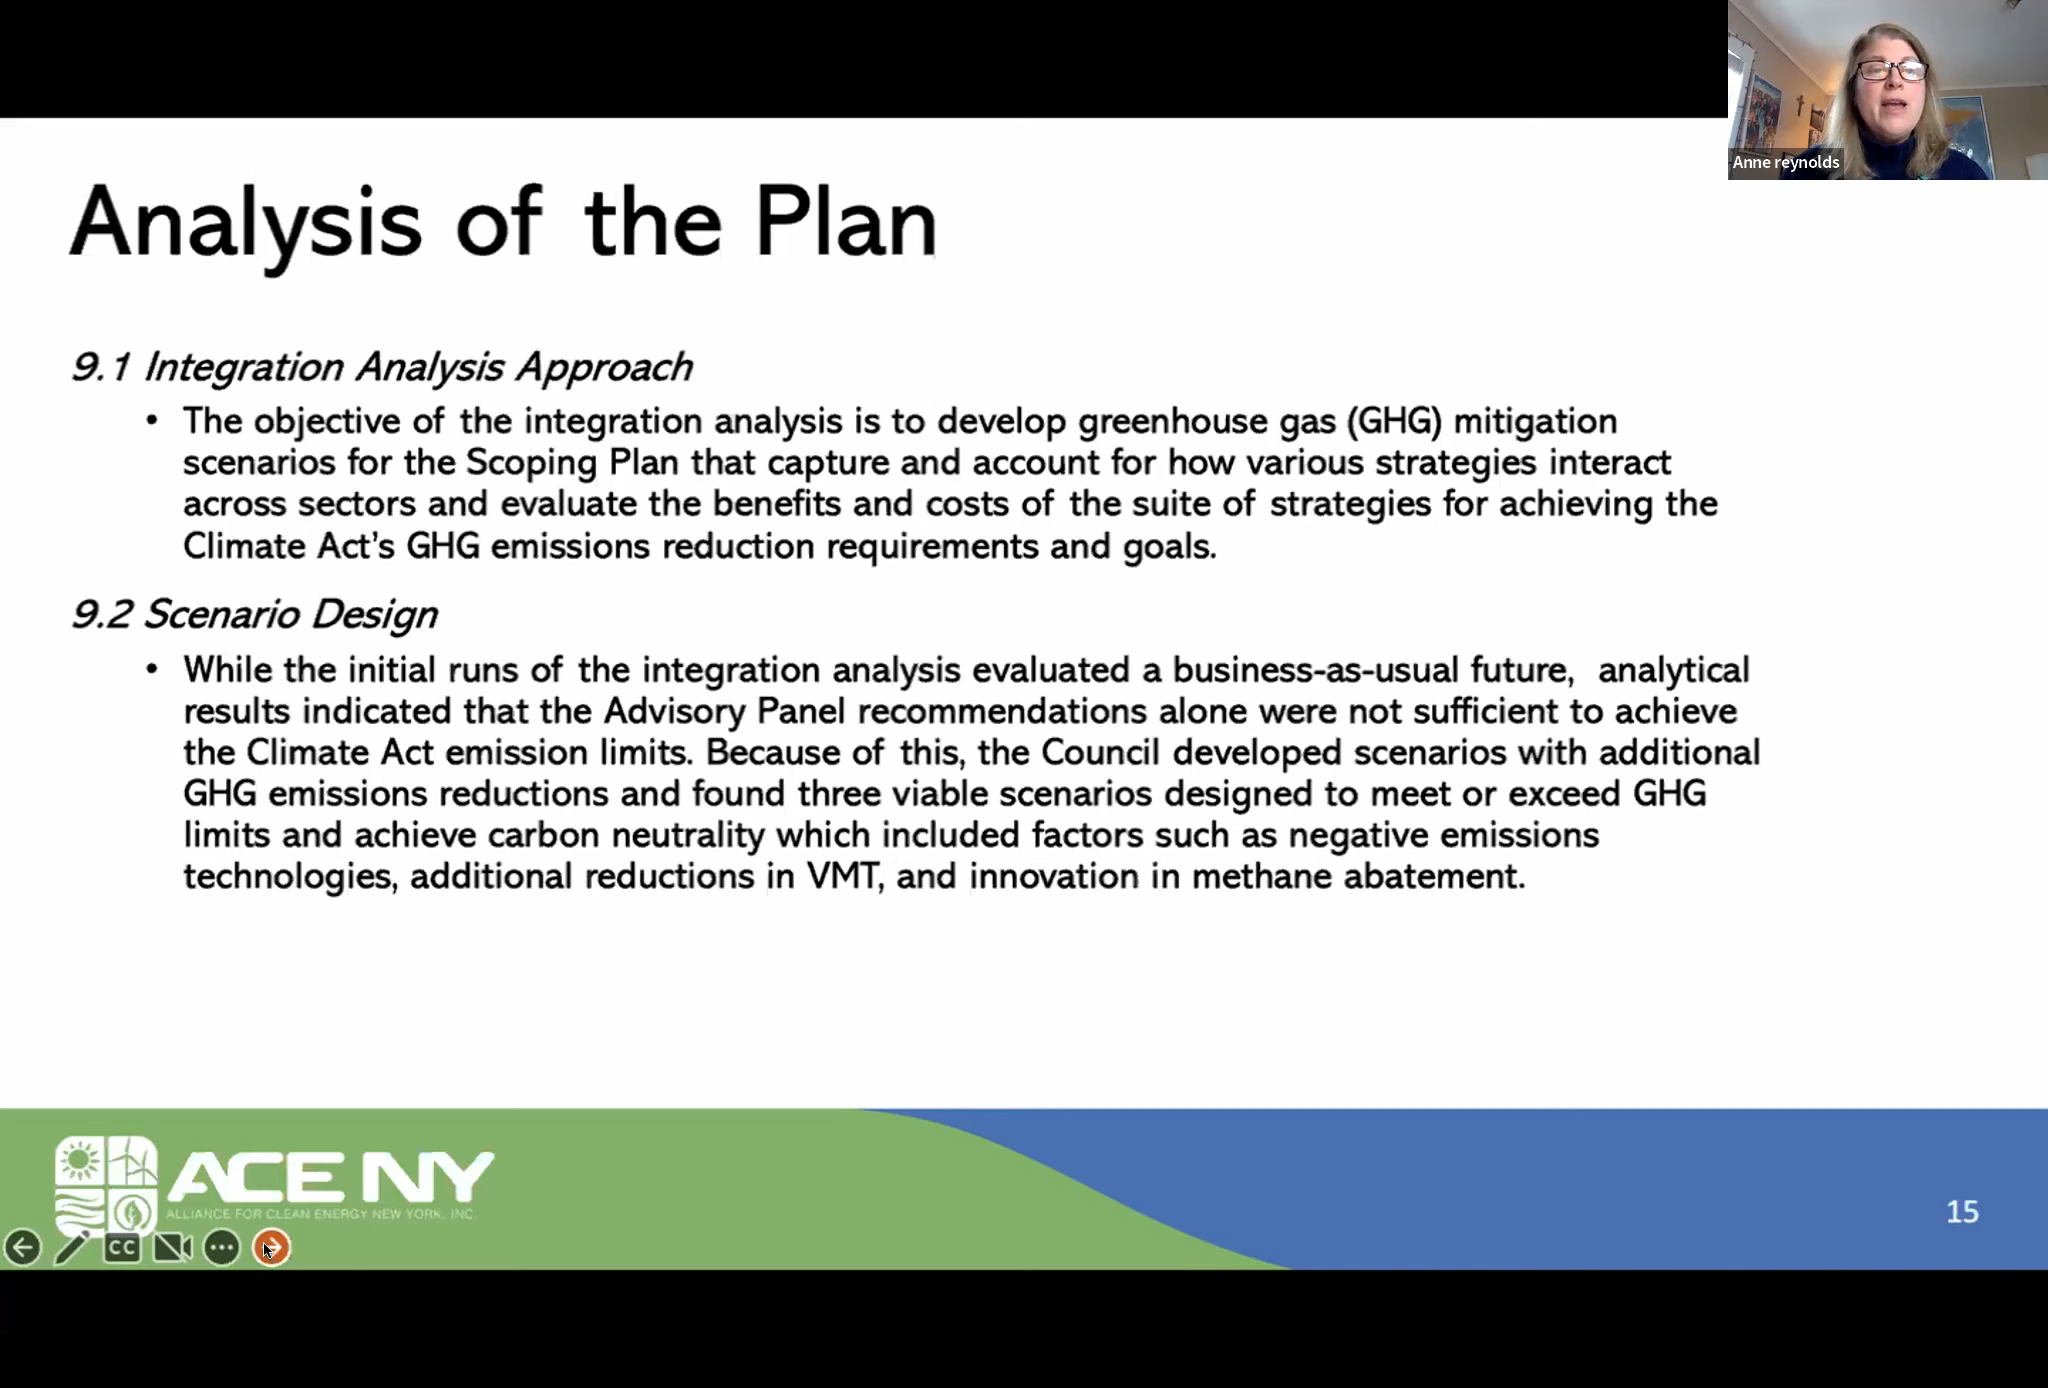 Anne reynolds
Analysis of the Plan
9.1 Integration Analysis Approach
• The objective of the integration analysis is to develop greenhouse gas (GHG) mitigation
scenarios for the Scoping Plan that capture and account for how various strategies interact
across sectors and evaluate the benefits and costs of the suite of strategies for achieving the
Climate Act's GHG emissions reduction requirements and goals.
9.2 Scenario Design
• While the initial runs of the integration analysis evaluated a business-as-usual future,  analytical
results indicated that the Advisory Panel recommendations alone were not sufficient to achieve
the Climate Act emission limits. Because of this, the Council developed scenarios with additional
GHG emissions reductions and found three viable scenarios designed to meet or exceed GHG
limits and achieve carbon neutrality which included factors such as negative emissions
technologies, additional reductions in VMT, and innovation in methane abatement.
ACE NY
ALLIANCE FOR CLEAN ENERGY NEW YORK, INC.
CC
15